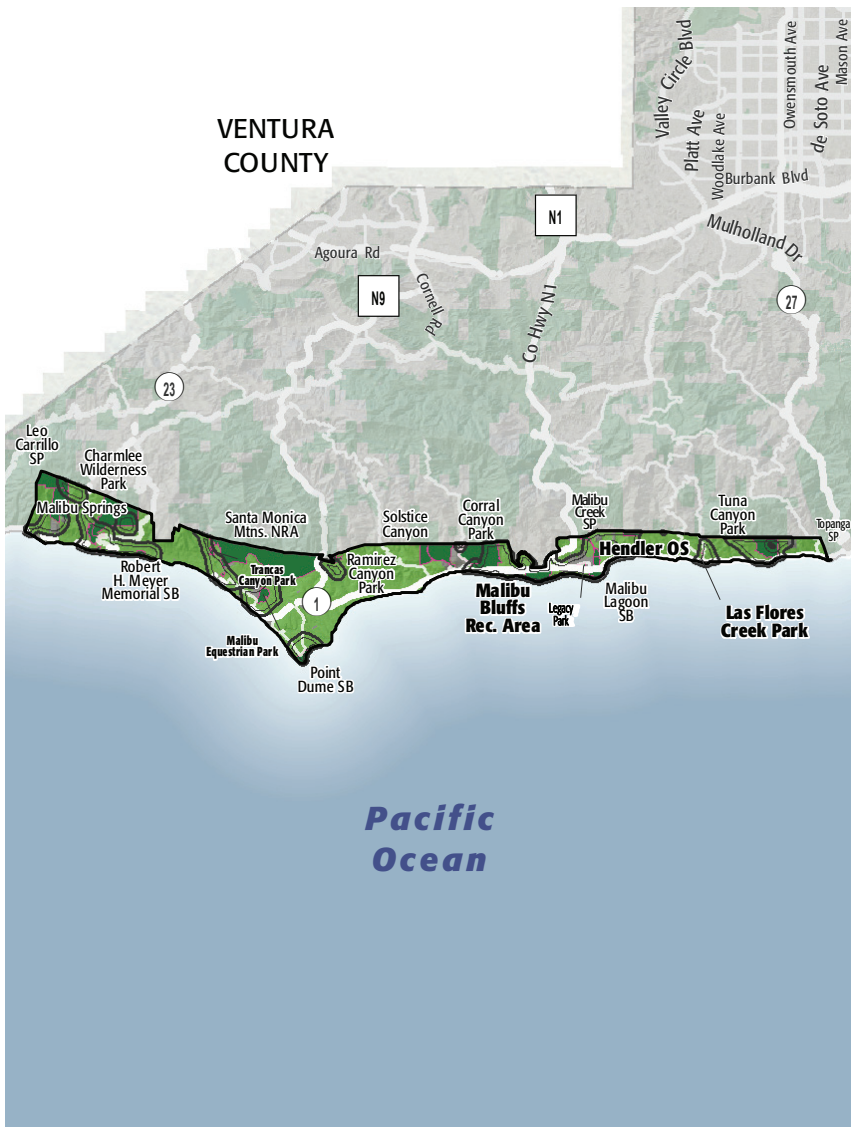 VENTURA
COUNTY
Valley Circle Blvd
Platt Ave
Woodlake Ave
Owensmouth Ave
de Soto Ave
Mason Ave
Burbank Blvd
N1
Mulholland Dr
Agoura Rd
N9
Cornell Rd
Co Hwy N1
27
23
Leo
Carrillo
SP
Charmlee
Wilderness
Park
Malibu Springs
Santa Monica
Mtns. NRA
Solstice
Canyon
Corral
Canyon
Park
Malibu
Creek
SP
Tuna
Canyon
Park
Topanga
SP
Hendler OS
Robert
H. Meyer
Memorial SB
Trancas
Canyon Park
Ramirez
Canyon
Park
1
Malibu
Bluffs
Rec. Area
Legacy
Park
Malibu
Lagoon
SB
Las Flores
Creek Park
Malibu
Equestrian Park
Point
Dume SB
Pacific
Ocean